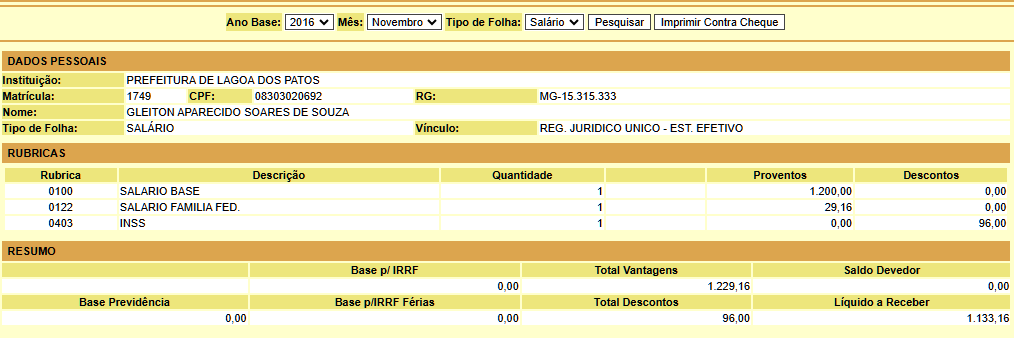 Ano Base: 2016 Mês: Novembro Tipo de Folha: Salário Pesquisar Imprimir Contra Cheque
DADOS PESSOAIS
Instituição: PREFEITURA DE LAGOA DOS PATOS
Matrícula: 1749 CPF: 08303020692 RG: MG-15.315.333
Nome: GLEITON APARECIDO SOARES DE SOUZA
Tipo de Folha: SALÁRIO Vínculo: REG. JURIDICO UNICO - EST. EFETIVO
RUBRICAS
Rubrica Descrição Quantidade Proventos Descontos
0100 SALARIO BASE 1 1.200,00 0,00
0122 SALARIO FAMILIA FED. 1 29,16 0,00
0403 INSS 1 0,00 96,00
RESUMO
Base p/ IRRF Total Vantagens Saldo Devedor
0,00 1.229,16 0,00
Base Previdência Base p/IRRF Férias Total Descontos Líquido a Receber
0,00 0,00 96,00 1.133,16